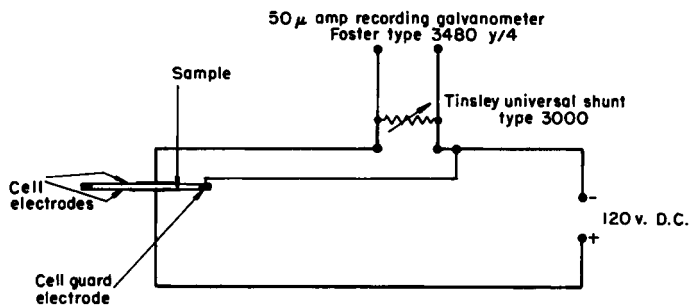 50 μ amp recording galvanometer
Foster type 3480 y/4
Sample
Tinsley universal shunt
type 3000
Cell
electrodes
-
120 v. D.C.
+
Cell guard
electrode